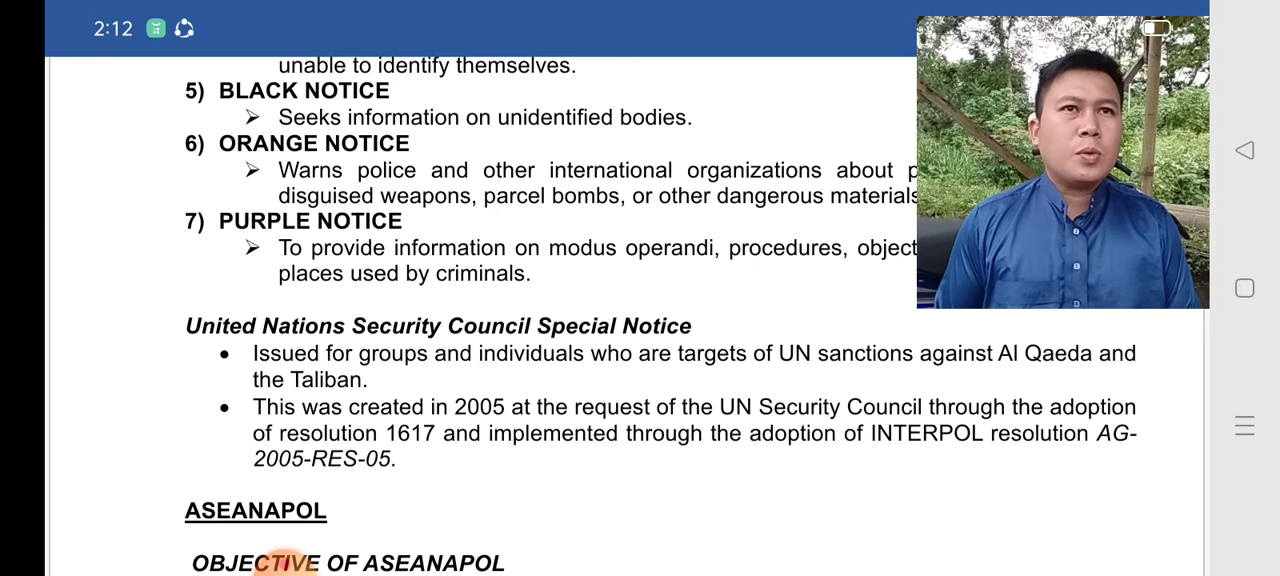 2:12
unable to identify themselves.
5) BLACK NOTICE
➢ Seeks information on unidentified bodies.
6) ORANGE NOTICE
➢ Warns police and other international organizations about
disguised weapons, parcel bombs, or other dangerous materials
7) PURPLE NOTICE
➢ To provide information on modus operandi, procedures,
places used by criminals.
United Nations Security Council Special Notice
• Issued for groups and individuals who are targets of UN sanctions against Al Qaeda and
the Taliban.
• This was created in 2005 at the request of the UN Security Council through the adoption
of resolution 1617 and implemented through the adoption of INTERPOL resolution AG-
2005-RES-05.
ASEANAPOL
OBJECTIVE OF ASEANAPOL